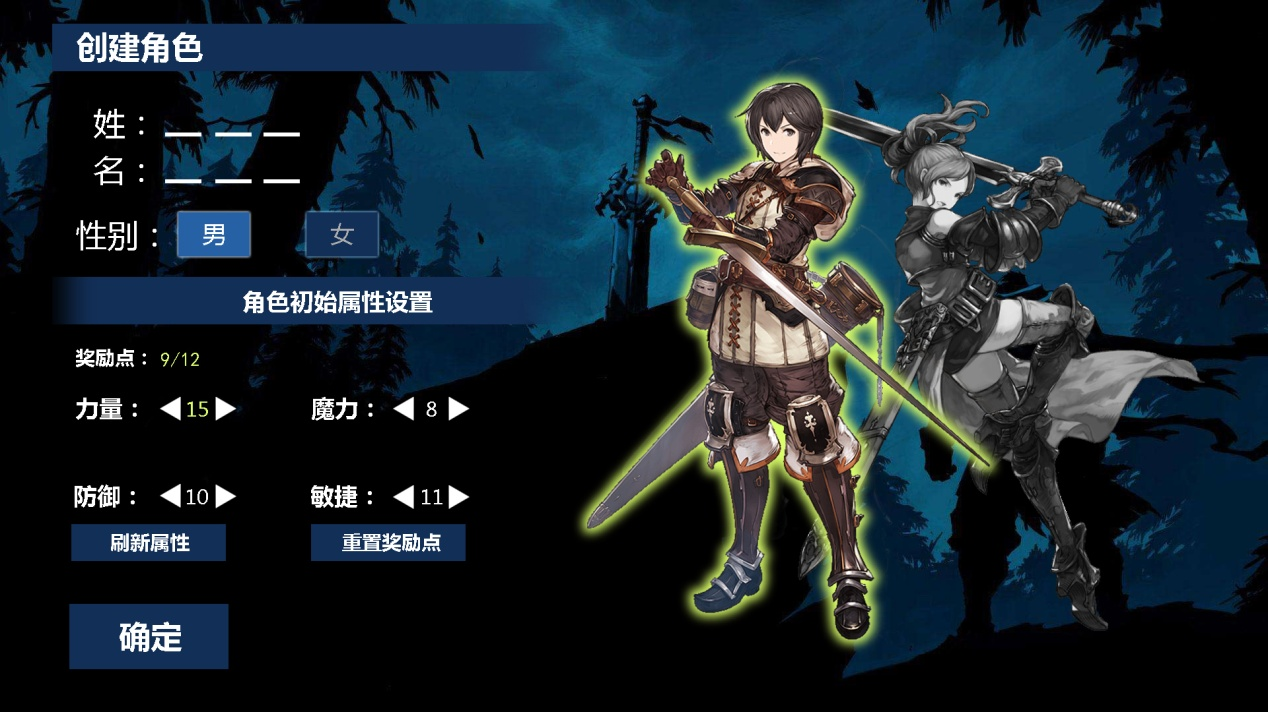 创建角色
姓：
名：
性别： 男 女
角色初始属性设置
奖励点： 9/12
力量： 15 魔力： 8
防御： 10 敏捷： 11
刷新属性 重置奖励点
确定